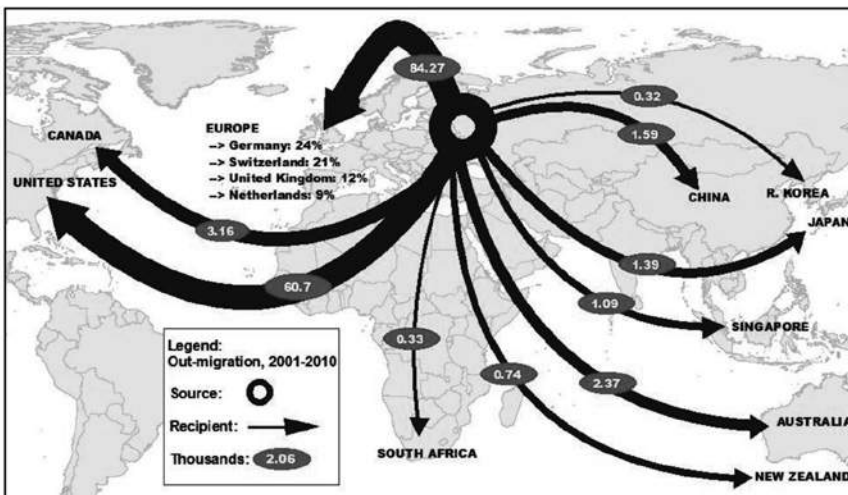 84.27
0.32
1.59
CANADA
EUROPE
--> Germany: 24%
--> Switzerland: 21%
--> United Kingdom: 12%
--> Netherlands: 9%
UNITED STATES
CHINA
R. KOREA
JAPAN
3.16
1.39
60.7
1.09
SINGAPORE
0.33
0.74
2.37
AUSTRALIA
SOUTH AFRICA
NEW ZEALAND
Legend:
Out-migration, 2001-2010
Source:
Recipient:
Thousands: 2.06